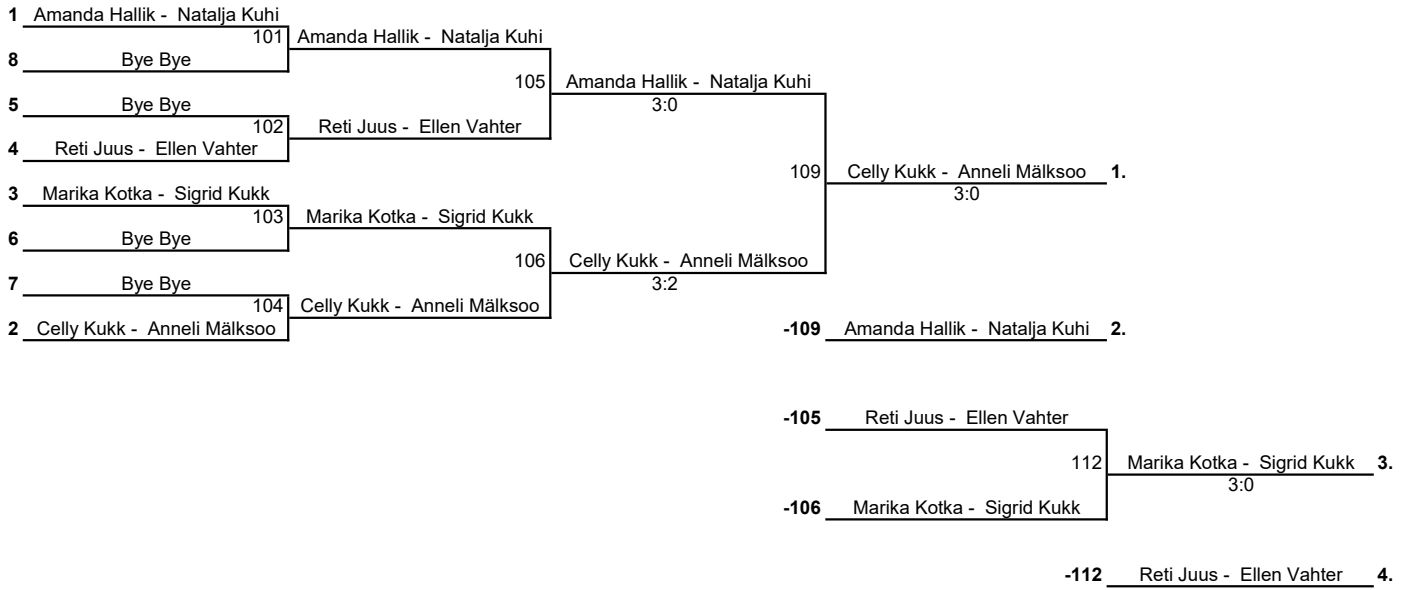 1 Amanda Hallik - Natalja Kuhi
101 Amanda Hallik - Natalja Kuhi
8 Bye Bye
105 Amanda Hallik - Natalja Kuhi
3:0
5 Bye Bye
102 Reti Juus - Ellen Vahter
4 Reti Juus - Ellen Vahter
109 Celly Kukk - Anneli Mälksoo 1.
3:0
3 Marika Kotka - Sigrid Kukk
103 Marika Kotka - Sigrid Kukk
6 Bye Bye
106 Celly Kukk - Anneli Mälksoo
3:2
7 Bye Bye
104 Celly Kukk - Anneli Mälksoo
2 Celly Kukk - Anneli Mälksoo
-109 Amanda Hallik - Natalja Kuhi 2.
-105 Reti Juus - Ellen Vahter
112 Marika Kotka - Sigrid Kukk 3.
3:0
-106 Marika Kotka - Sigrid Kukk
-112 Reti Juus - Ellen Vahter 4.